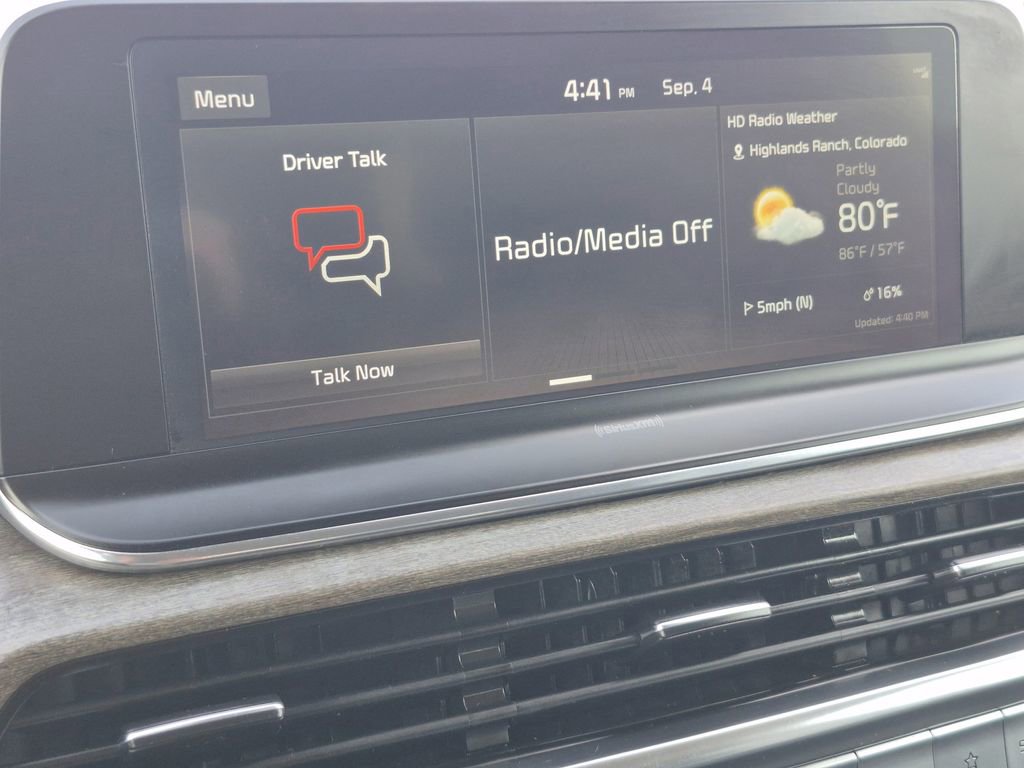 Menu
4:41 PM
Sep. 4
Driver Talk
Talk Now
Radio/Media Off
HD Radio Weather
Highlands Ranch, Colorado
Partly
Cloudy
80°F
86°F / 57°F
5mph (N)
16%
Updated: 4:40 PM
((SiriusXM))